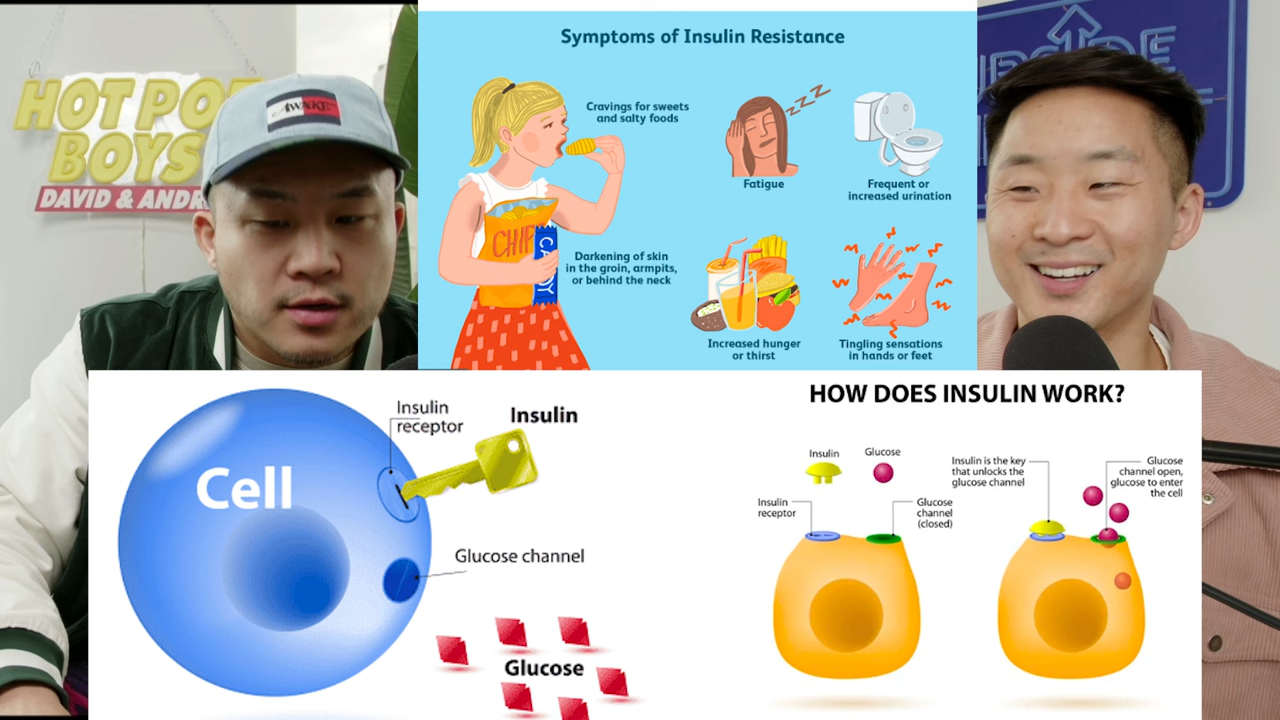 HOT POT
BOYS
DAVID & ANDR
AWAKE
Symptoms of Insulin Resistance
Cravings for sweets
and salty foods
Fatigue
Frequent or
increased urination
CHIP
CANDY
Darkening of skin
in the groin, armpits,
or behind the neck
Increased hunger
or thirst
Tingling sensations
in hands or feet
Cell
Insulin
receptor
Insulin
Glucose channel
Glucose
HOW DOES INSULIN WORK?
Insulin
Glucose
Insulin
receptor
Glucose
channel
(closed)
Insulin is the key
that unlocks the
glucose channel
Glucose
channel open,
glucose to enter
the cell